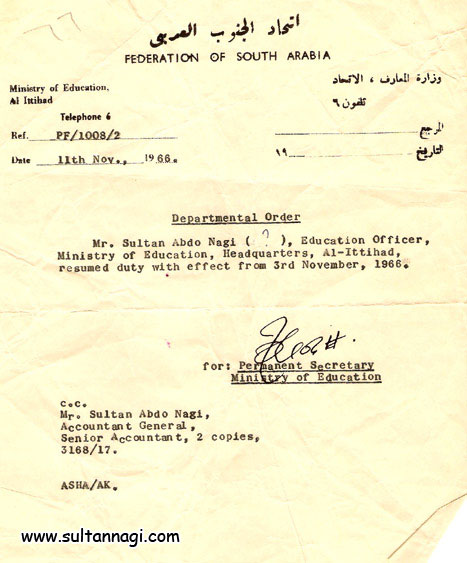 اتحاد الجنوب العربي
FEDERATION OF SOUTH ARABIA
Ministry of Education,
Al Ittihad
Telephone 6
Ref. PF/1008/2
Date 11th Nov., 1966.
وزارة المعارف ، الاتحاد
تلفون ٦
المرجع
التاريخ ١٩
Departmental Order
Mr. Sultan Abdo Nagi ( ? ), Education Officer,
Ministry of Education, Headquarters, Al-Ittihad,
resumed duty with effect from 3rd November, 1966.
for: Permanent Secretary
Ministry of Education
c.c.
Mr. Sultan Abdo Nagi,
Accountant General,
Senior Accountant, 2 copies,
3168/17.
ASHA/AK.
www.sultannagi.com